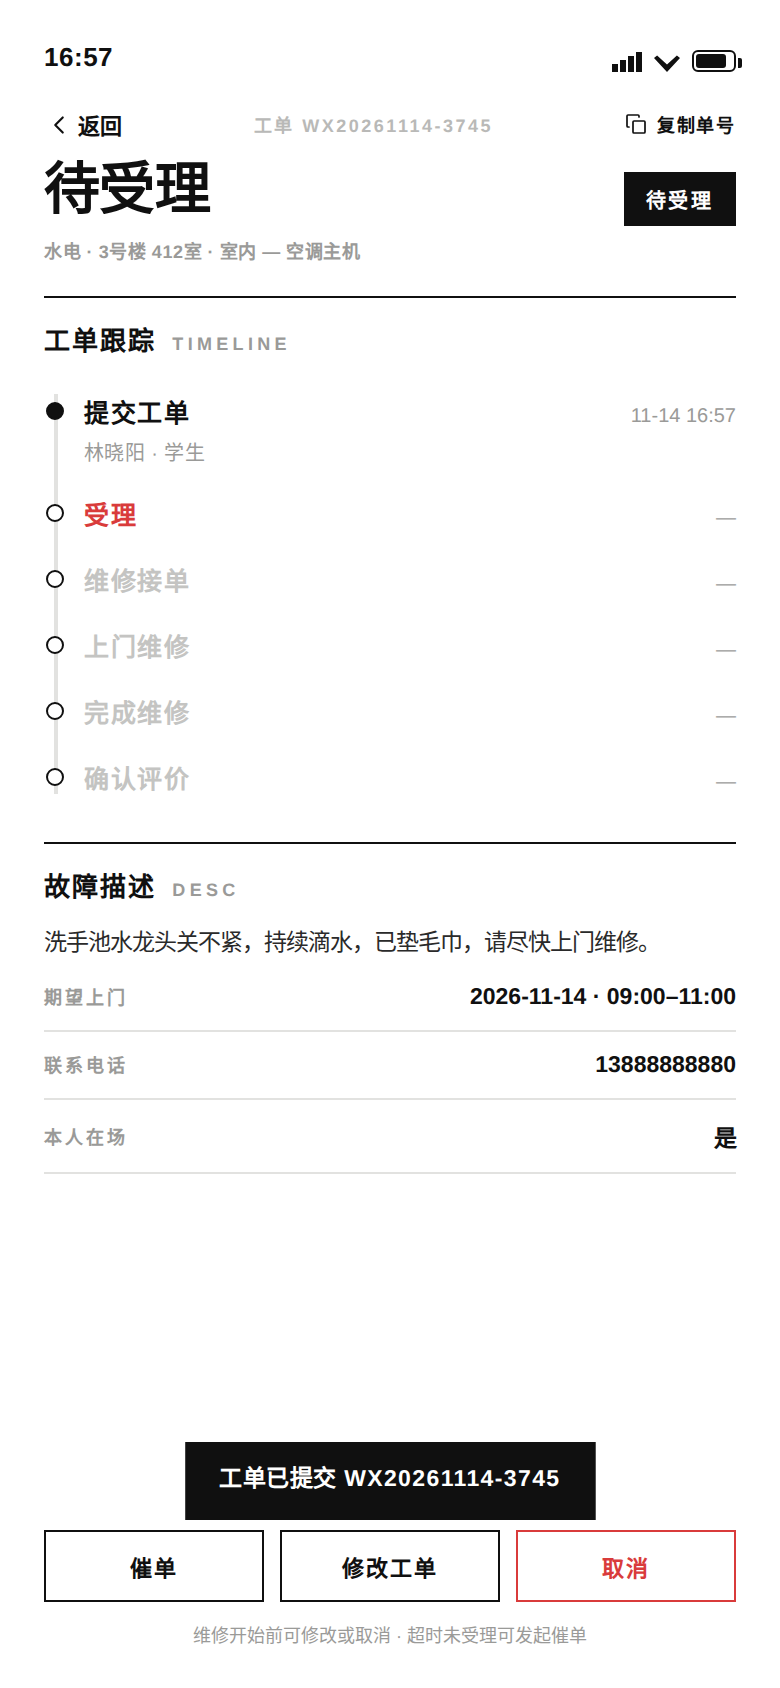 16:57
返回
工单 WX20261114-3745
复制单号
待受理
待受理
水电 · 3号楼 412室 · 室内 — 空调主机
工单跟踪 TIMELINE
提交工单 11-14 16:57
林晓阳 · 学生
受理 —
维修接单 —
上门维修 —
完成维修 —
确认评价 —
故障描述 DESC
洗手池水龙头关不紧，持续滴水，已垫毛巾，请尽快上门维修。
期望上门 2026-11-14 · 09:00–11:00
联系电话 13888888880
本人在场 是
工单已提交 WX20261114-3745
催单
修改工单
取消
维修开始前可修改或取消 · 超时未受理可发起催单